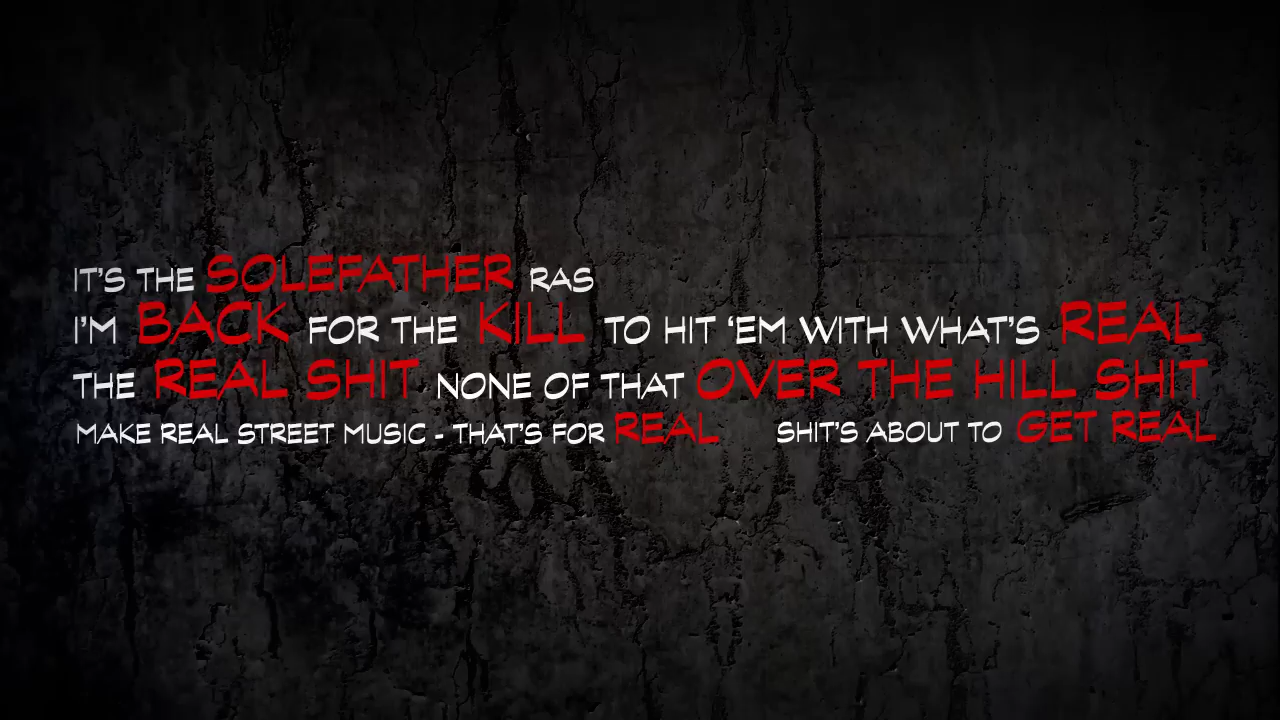 IT'S THE SOLEFATHER RAS
I'M BACK FOR THE KILL TO HIT 'EM WITH WHAT'S REAL
THE REAL SHIT NONE OF THAT OVER THE HILL SHIT
MAKE REAL STREET MUSIC - THAT'S FOR REAL SHIT'S ABOUT TO GET REAL